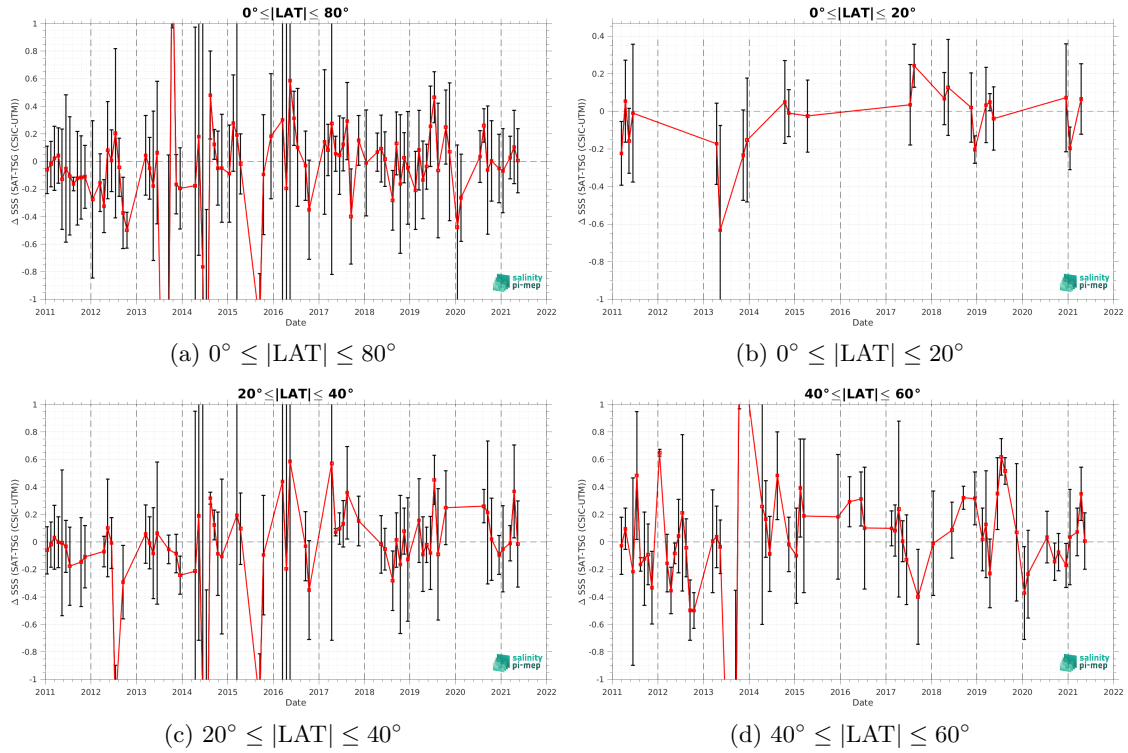 0°≤|LAT|≤ 80°
Δ SSS (SAT-TSG (CSIC-UTM))
1
0.8
0.6
0.4
0.2
0
-0.2
-0.4
-0.6
-0.8
-1
2011 2012 2013 2014 2015 2016 2017 2018 2019 2020 2021 2022
Date
salinity
pi-mep
(a) 0° ≤ |LAT| ≤ 80°
0°≤|LAT|≤ 20°
Δ SSS (SAT-TSG (CSIC-UTM))
0.4
0.2
0
-0.2
-0.4
-0.6
-0.8
-1
2011 2012 2013 2014 2015 2016 2017 2018 2019 2020 2021 2022
Date
salinity
pi-mep
(b) 0° ≤ |LAT| ≤ 20°
20°≤|LAT|≤ 40°
Δ SSS (SAT-TSG (CSIC-UTM))
1
0.8
0.6
0.4
0.2
0
-0.2
-0.4
-0.6
-0.8
-1
2011 2012 2013 2014 2015 2016 2017 2018 2019 2020 2021 2022
Date
salinity
pi-mep
(c) 20° ≤ |LAT| ≤ 40°
40°≤|LAT|≤ 60°
Δ SSS (SAT-TSG (CSIC-UTM))
1
0.8
0.6
0.4
0.2
0
-0.2
-0.4
-0.6
-0.8
-1
2011 2012 2013 2014 2015 2016 2017 2018 2019 2020 2021 2022
Date
salinity
pi-mep
(d) 40° ≤ |LAT| ≤ 60°